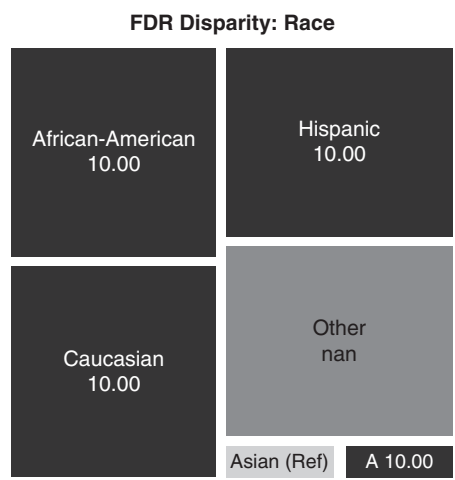 FDR Disparity: Race
African-American
10.00
Hispanic
10.00
Caucasian
10.00
Other
nan
Asian (Ref)
A 10.00